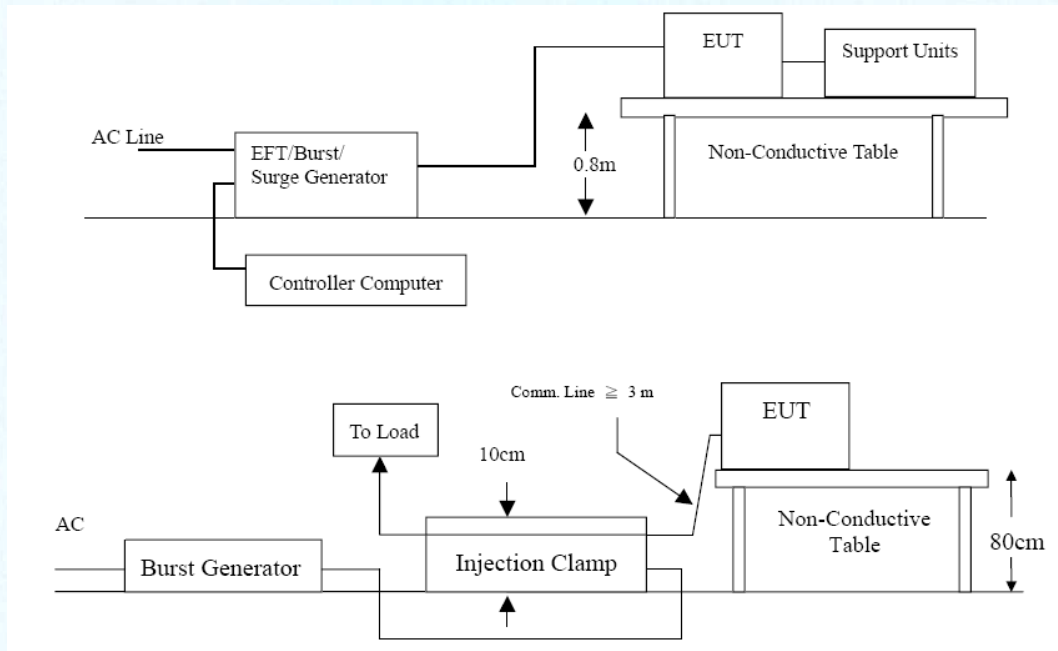 EUT
Support Units
AC Line
EFT/Burst/
Surge Generator
0.8m
Non-Conductive Table
Controller Computer
Comm. Line ≧ 3 m
EUT
To Load
10cm
AC
Non-Conductive
Table
80cm
Burst Generator
Injection Clamp